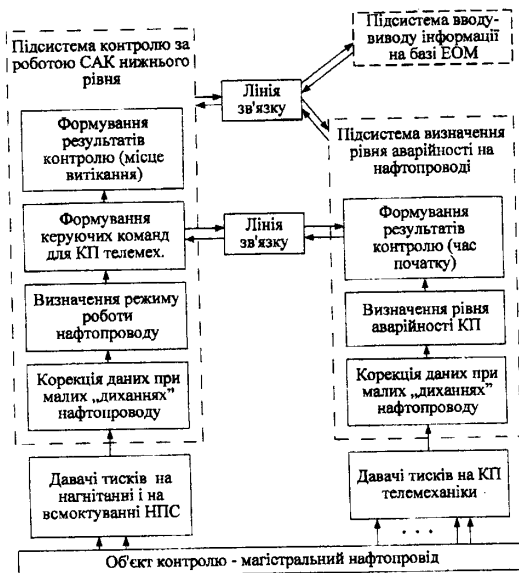 Підсистема контролю за
роботою САК нижнього
рівня
Формування
результатів
контролю (місце
витікання)
Формування
керуючих команд
для КП телемех.
Визначення режиму
роботи
нафтопроводу
Корекція даних при
малих „диханнях”
нафтопроводу
Давачі тисків на
нагнітанні і на
всмоктуванні НПС
Лінія
зв'язку
Лінія
зв'язку
Підсистема вводу-
виводу інформації
на базі ЕОМ
Підсистема визначення
рівня аварійності на
нафтопроводі
Формування
результатів
контролю (час
початку)
Визначення рівня
аварійності КП
Корекція даних при
малих „диханнях”
нафтопроводу
Давачі тисків на КП
телемеханіки
. . .
Об'єкт контролю - магістральний нафтопровід